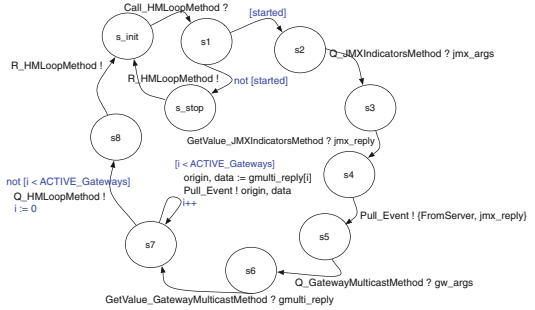 Call_HMLoopMethod ?
[started]
s_init
s1
s2
Q_JMXIndicatorsMethod ? jmx_args
R_HMLoopMethod !
R_HMLoopMethod !
not [started]
s_stop
s3
s8
GetValue_JMXIndicatorsMethod ? jmx_reply
[i < ACTIVE_Gateways]
origin, data := gmulti_reply[i]
Pull_Event ! origin, data
i++
s4
not [i < ACTIVE_Gateways]
Q_HMLoopMethod !
i := 0
Pull_Event ! {FromServer, jmx_reply}
s7
s5
s6
Q_GatewayMulticastMethod ? gw_args
GetValue_GatewayMulticastMethod ? gmulti_reply